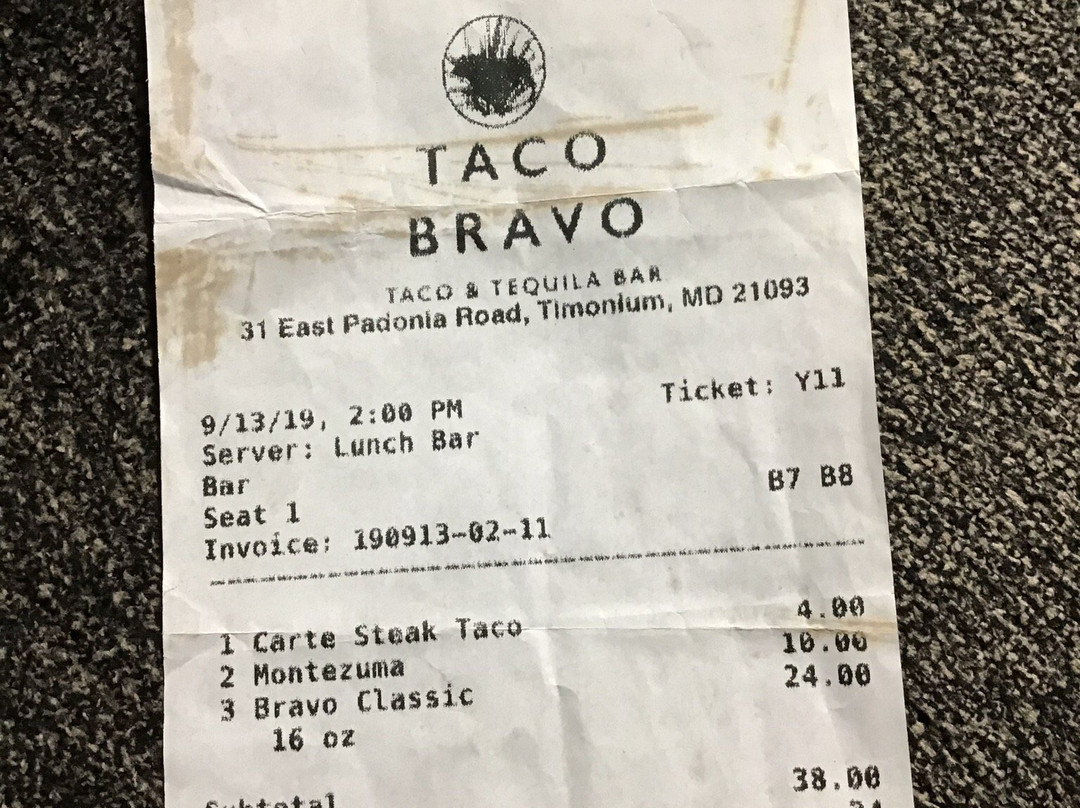 TACO
BRAVO
TACO & TEQUILA BAR
31 East Padonia Road, Timonium, MD 21093
Ticket: Y11
9/13/19, 2:00 PM
Server: Lunch Bar
Bar B7 B8
Seat 1
Invoice: 190913-02-11
1 Carte Steak Taco 4.00
2 Montezuma 10.00
3 Bravo Classic 24.00
16 oz
Subtotal 38.00